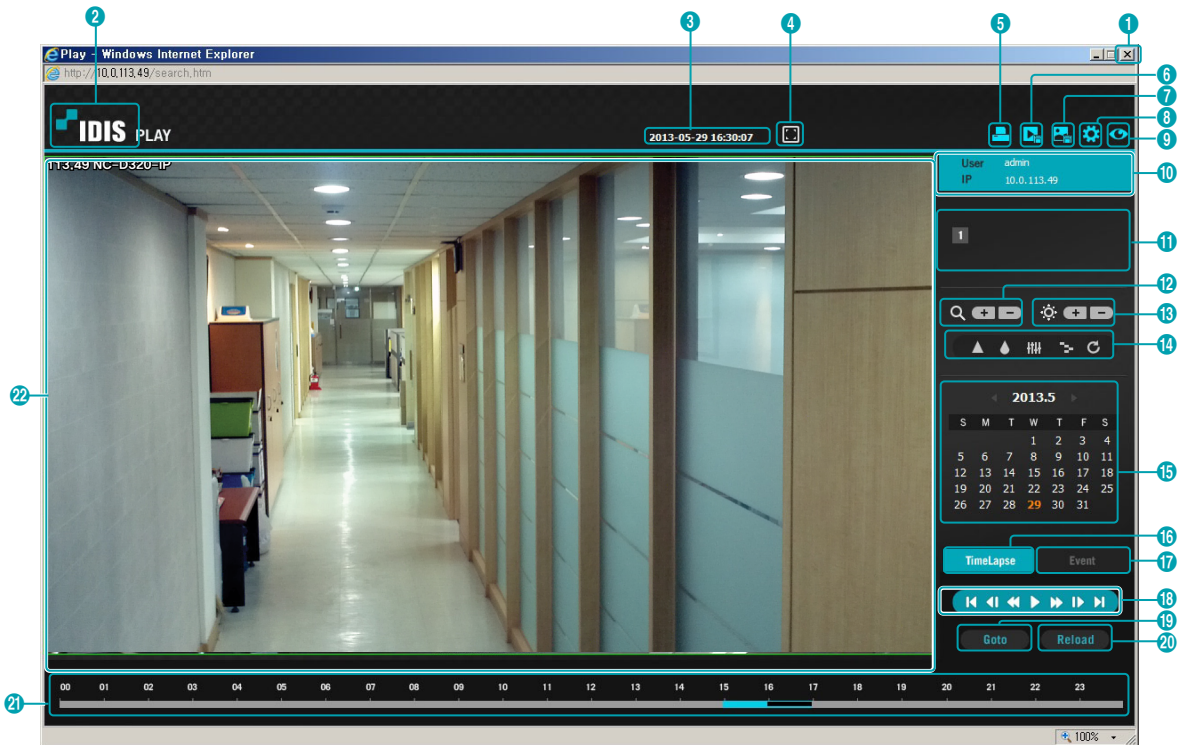 2 3 4 5 1
Play - Windows Internet Explorer
http://10.0.113.49/search.htm
6
7
8
IDIS PLAY
2013-05-29 16:30:07
9
113.49 NC-D320-IP
User admin
IP 10.0.113.49
10
1
11
12
13
14
22
2013.5
S M T W T F S
1 2 3 4
5 6 7 8 9 10 11
12 13 14 15 16 17 18
19 20 21 22 23 24 25
26 27 28 29 30 31
15
16
TimeLapse Event
17
18
19
Goto Reload
20
00 01 02 03 04 05 06 07 08 09 10 11 12 13 14 15 16 17 18 19 20 21 22 23
21
100%